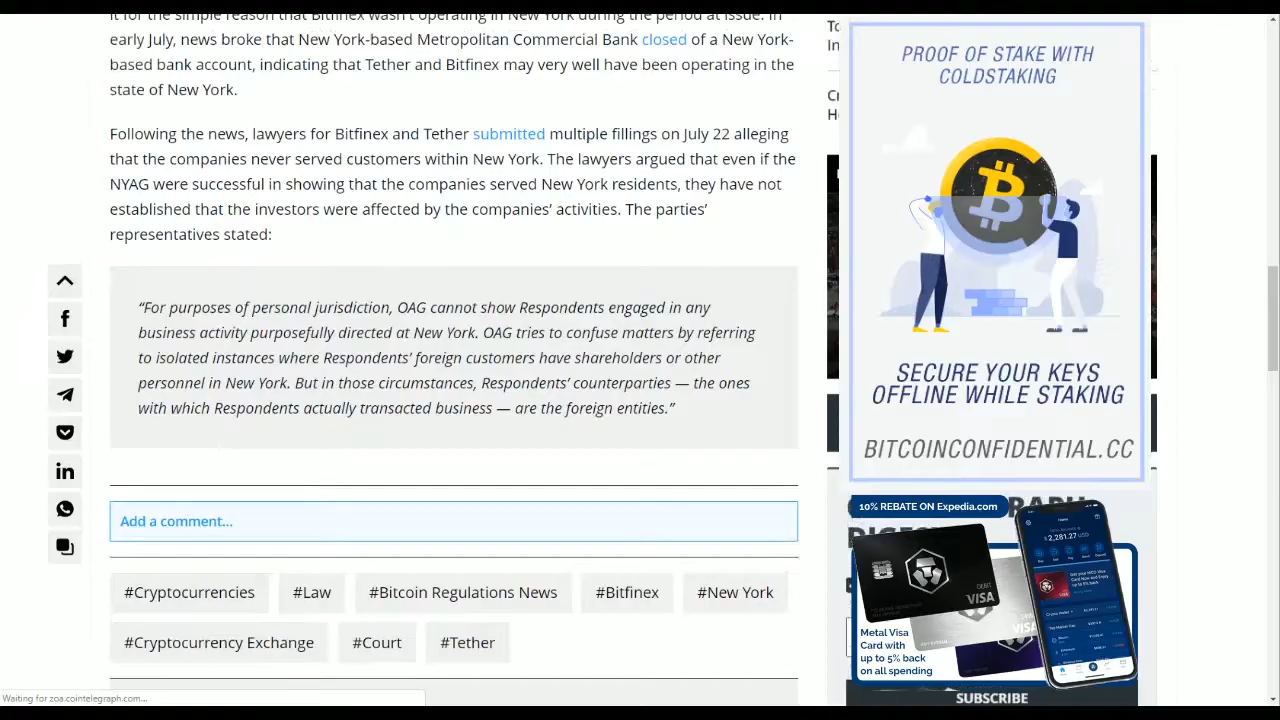 it for the simple reason that Bitfinex wasn't operating in New York during the period at issue. In
early July, news broke that New York-based Metropolitan Commercial Bank closed of a New York-
based bank account, indicating that Tether and Bitfinex may very well have been operating in the
state of New York.
Following the news, lawyers for Bitfinex and Tether submitted multiple fillings on July 22 alleging
that the companies never served customers within New York. The lawyers argued that even if the
NYAG were successful in showing that the companies served New York residents, they have not
established that the investors were affected by the companies' activities. The parties'
representatives stated:
“For purposes of personal jurisdiction, OAG cannot show Respondents engaged in any
business activity purposefully directed at New York. OAG tries to confuse matters by referring
to isolated instances where Respondents' foreign customers have shareholders or other
personnel in New York. But in those circumstances, Respondents' counterparties — the ones
with which Respondents actually transacted business — are the foreign entities.”
Add a comment...
#Cryptocurrencies #Law #Bitcoin Regulations News #Bitfinex #New York
#Cryptocurrency Exchange #Court #Tether
Waiting for zoa.cointelegraph.com...
PROOF OF STAKE WITH
COLDSTAKING
SECURE YOUR KEYS
OFFLINE WHILE STAKING
BITCOINCONFIDENTIAL.CC
10% REBATE ON Expedia.com
2,281.27 USD
DEBIT
VISA
Metal Visa
Card with
up to 5% back
on all spending
SUBSCRIBE